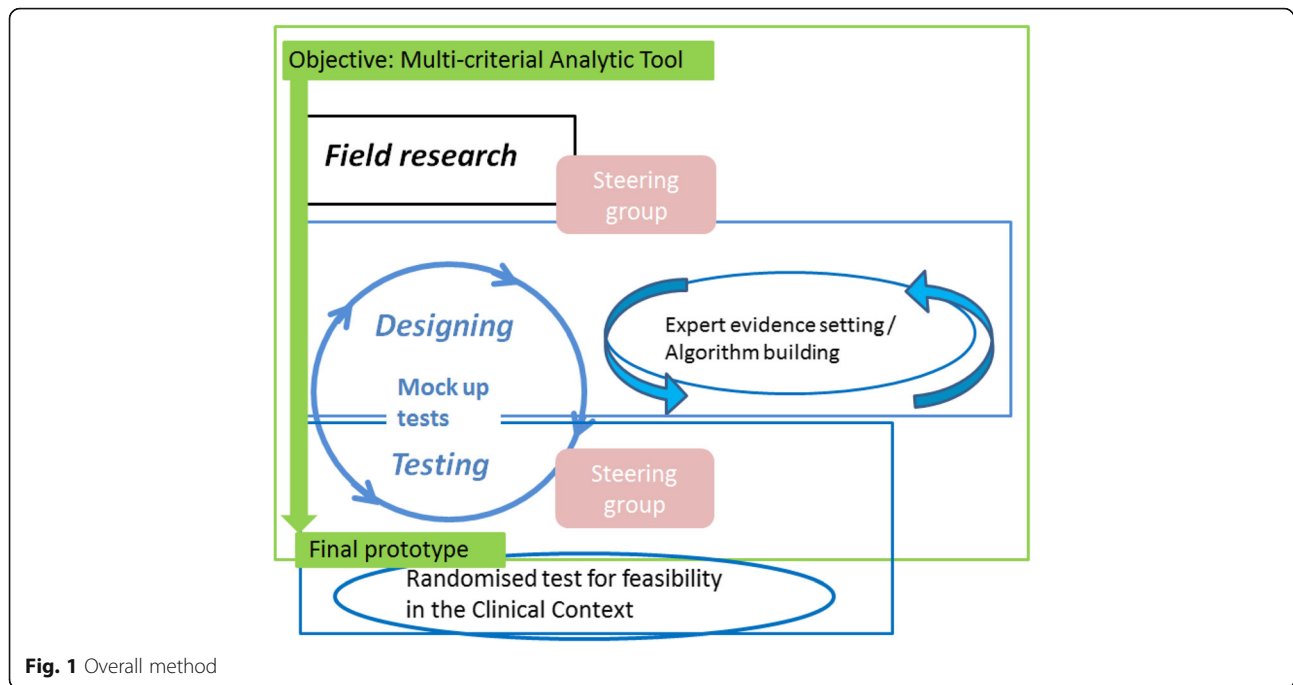 Objective: Multi-criterial Analytic Tool
Field research
Steering
group
Designing
Mock up
tests
Testing
Expert evidence setting /
Algorithm building
Steering
group
Final prototype
Randomised test for feasibility
in the Clinical Context
Fig. 1 Overall method